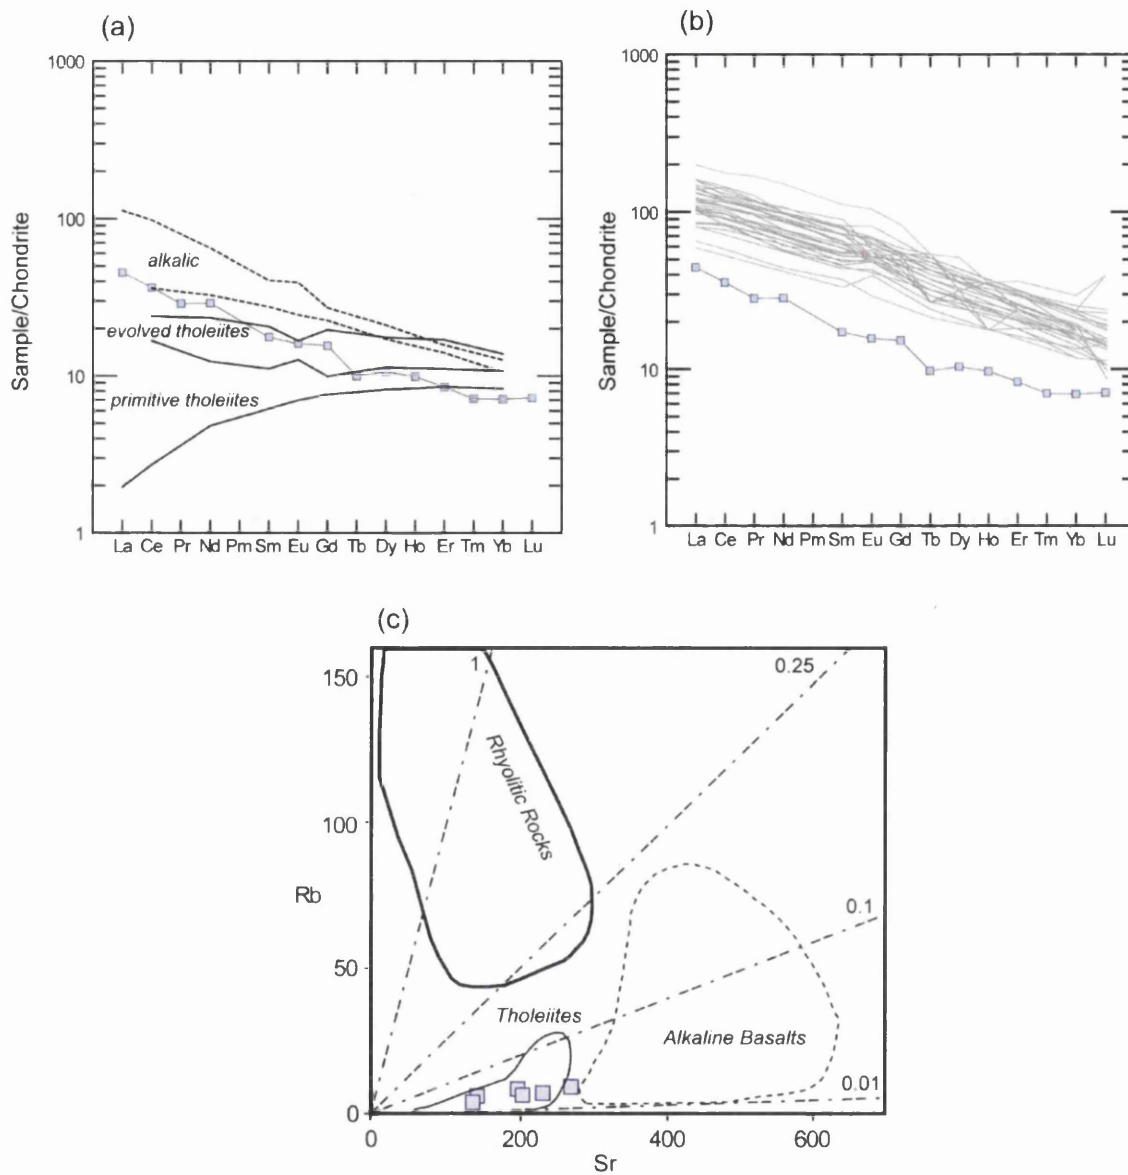 (a)
1000
100
10
1
Sample/Chondrite
alkalic
evolved tholeiites
primitive tholeiites
La Ce Pr Nd Pm Sm Eu Gd Tb Dy Ho Er Tm Yb Lu
(b)
1000
100
10
1
Sample/Chondrite
La Ce Pr Nd Pm Sm Eu Gd Tb Dy Ho Er Tm Yb Lu
(c)
150
100
50
0
Rb
1
0.25
0.1
0.01
Rhyolitic Rocks
Tholeiites
Alkaline Basalts
0 200 400 600
Sr